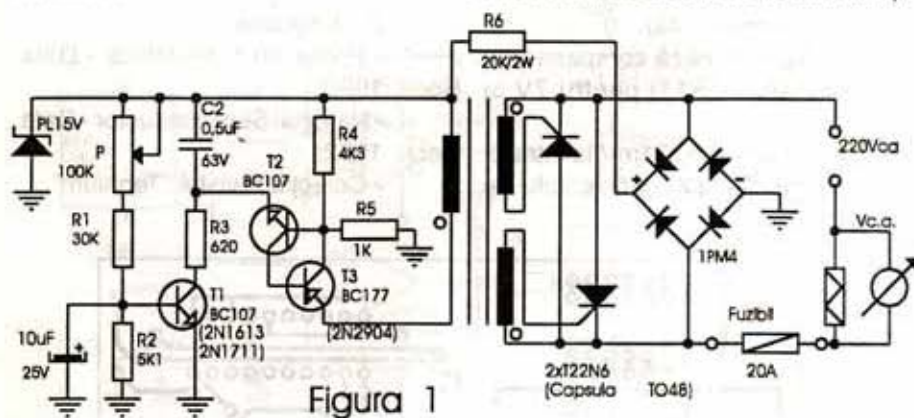 R6
20K/2W
PL15V
P
100K
C2
0,5uF
63V
R4
4K3
T2
BC107
R5
1K
R1
30K
R3
620
T3
BC177
T1
BC107
(2N1613
2N1711)
(2N2904)
10uF
+
25V
R2
5K1
+
-
1PM4
220Vca
Vc.a.
Fuzibil
20A
2xT22N6
(Capsula TO48)
Figura 1